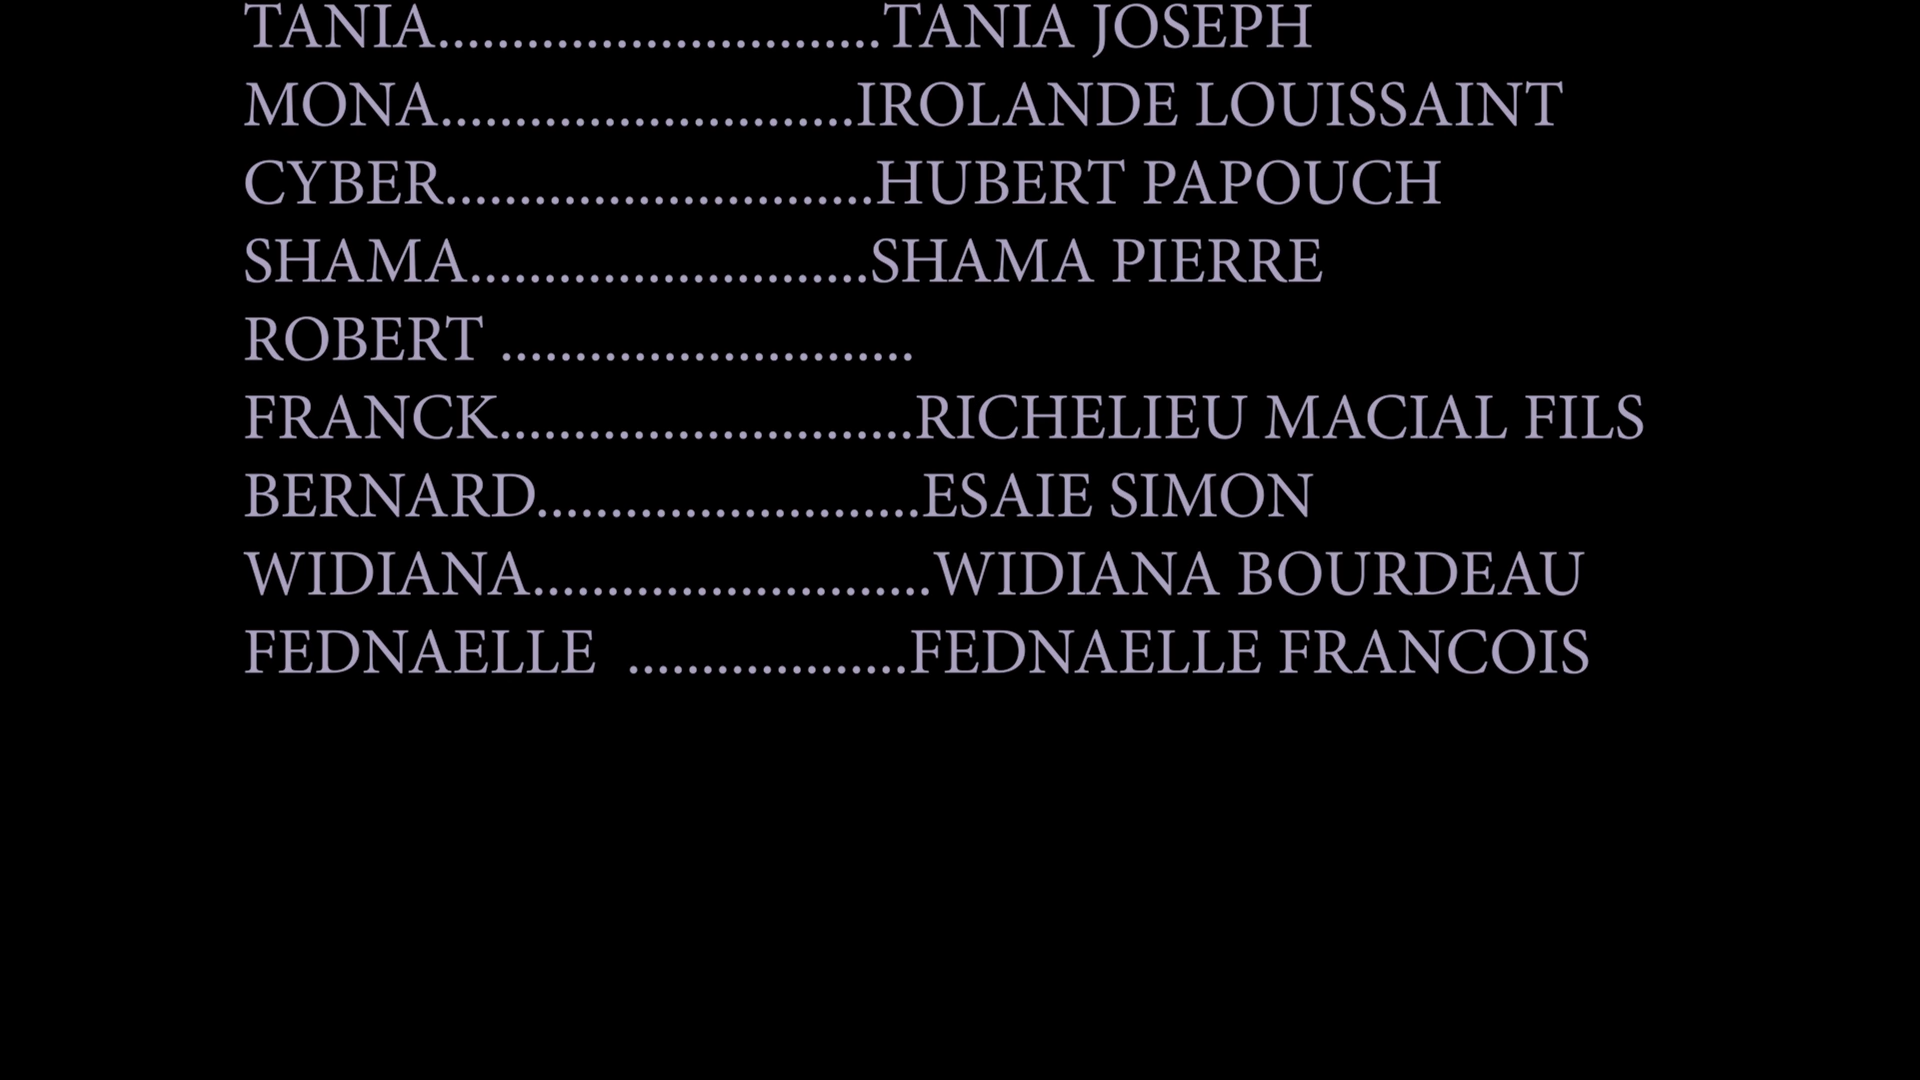 TANIA..............................TANIA JOSEPH
MONA............................IROLANDE LOUISSAINT
CYBER.............................HUBERT PAPOUCH
SHAMA...........................SHAMA PIERRE
ROBERT ............................
FRANCK............................RICHELIEU MACIAL FILS
BERNARD..........................ESAIE SIMON
WIDIANA...........................WIDIANA BOURDEAU
FEDNAELLE  ...................FEDNAELLE FRANCOIS